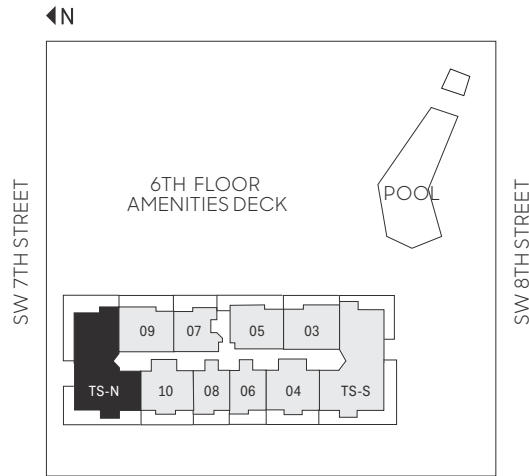 N
SW 7TH STREET
6TH FLOOR
AMENITIES DECK
POOL
SW 8TH STREET
09
07
05
03
TS-N
10
08
06
04
TS-S